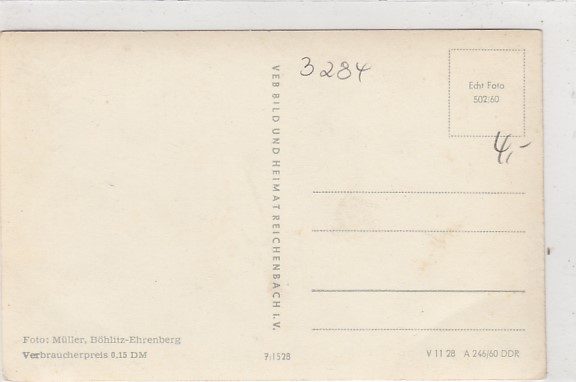 3284
Echt Foto
502/60
4,-
VEB BILD UND HEIMAT REICHENBACH I. V.
Foto: Müller, Böhlitz-Ehrenberg
Verbraucherpreis 0.15 DM
7/1528
V 11 28 A 246/60 DDR